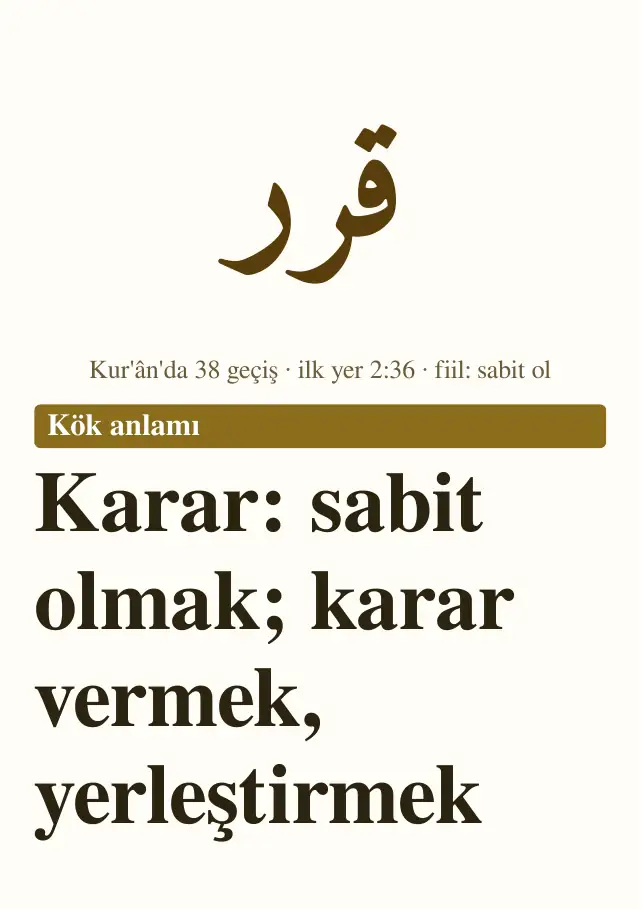 قرر
Kur'ân'da 38 geçiş · ilk yer 2:36 · fiil: sabit ol
Kök anlamı
Karar: sabit
olmak; karar
vermek,
yerleştirmek